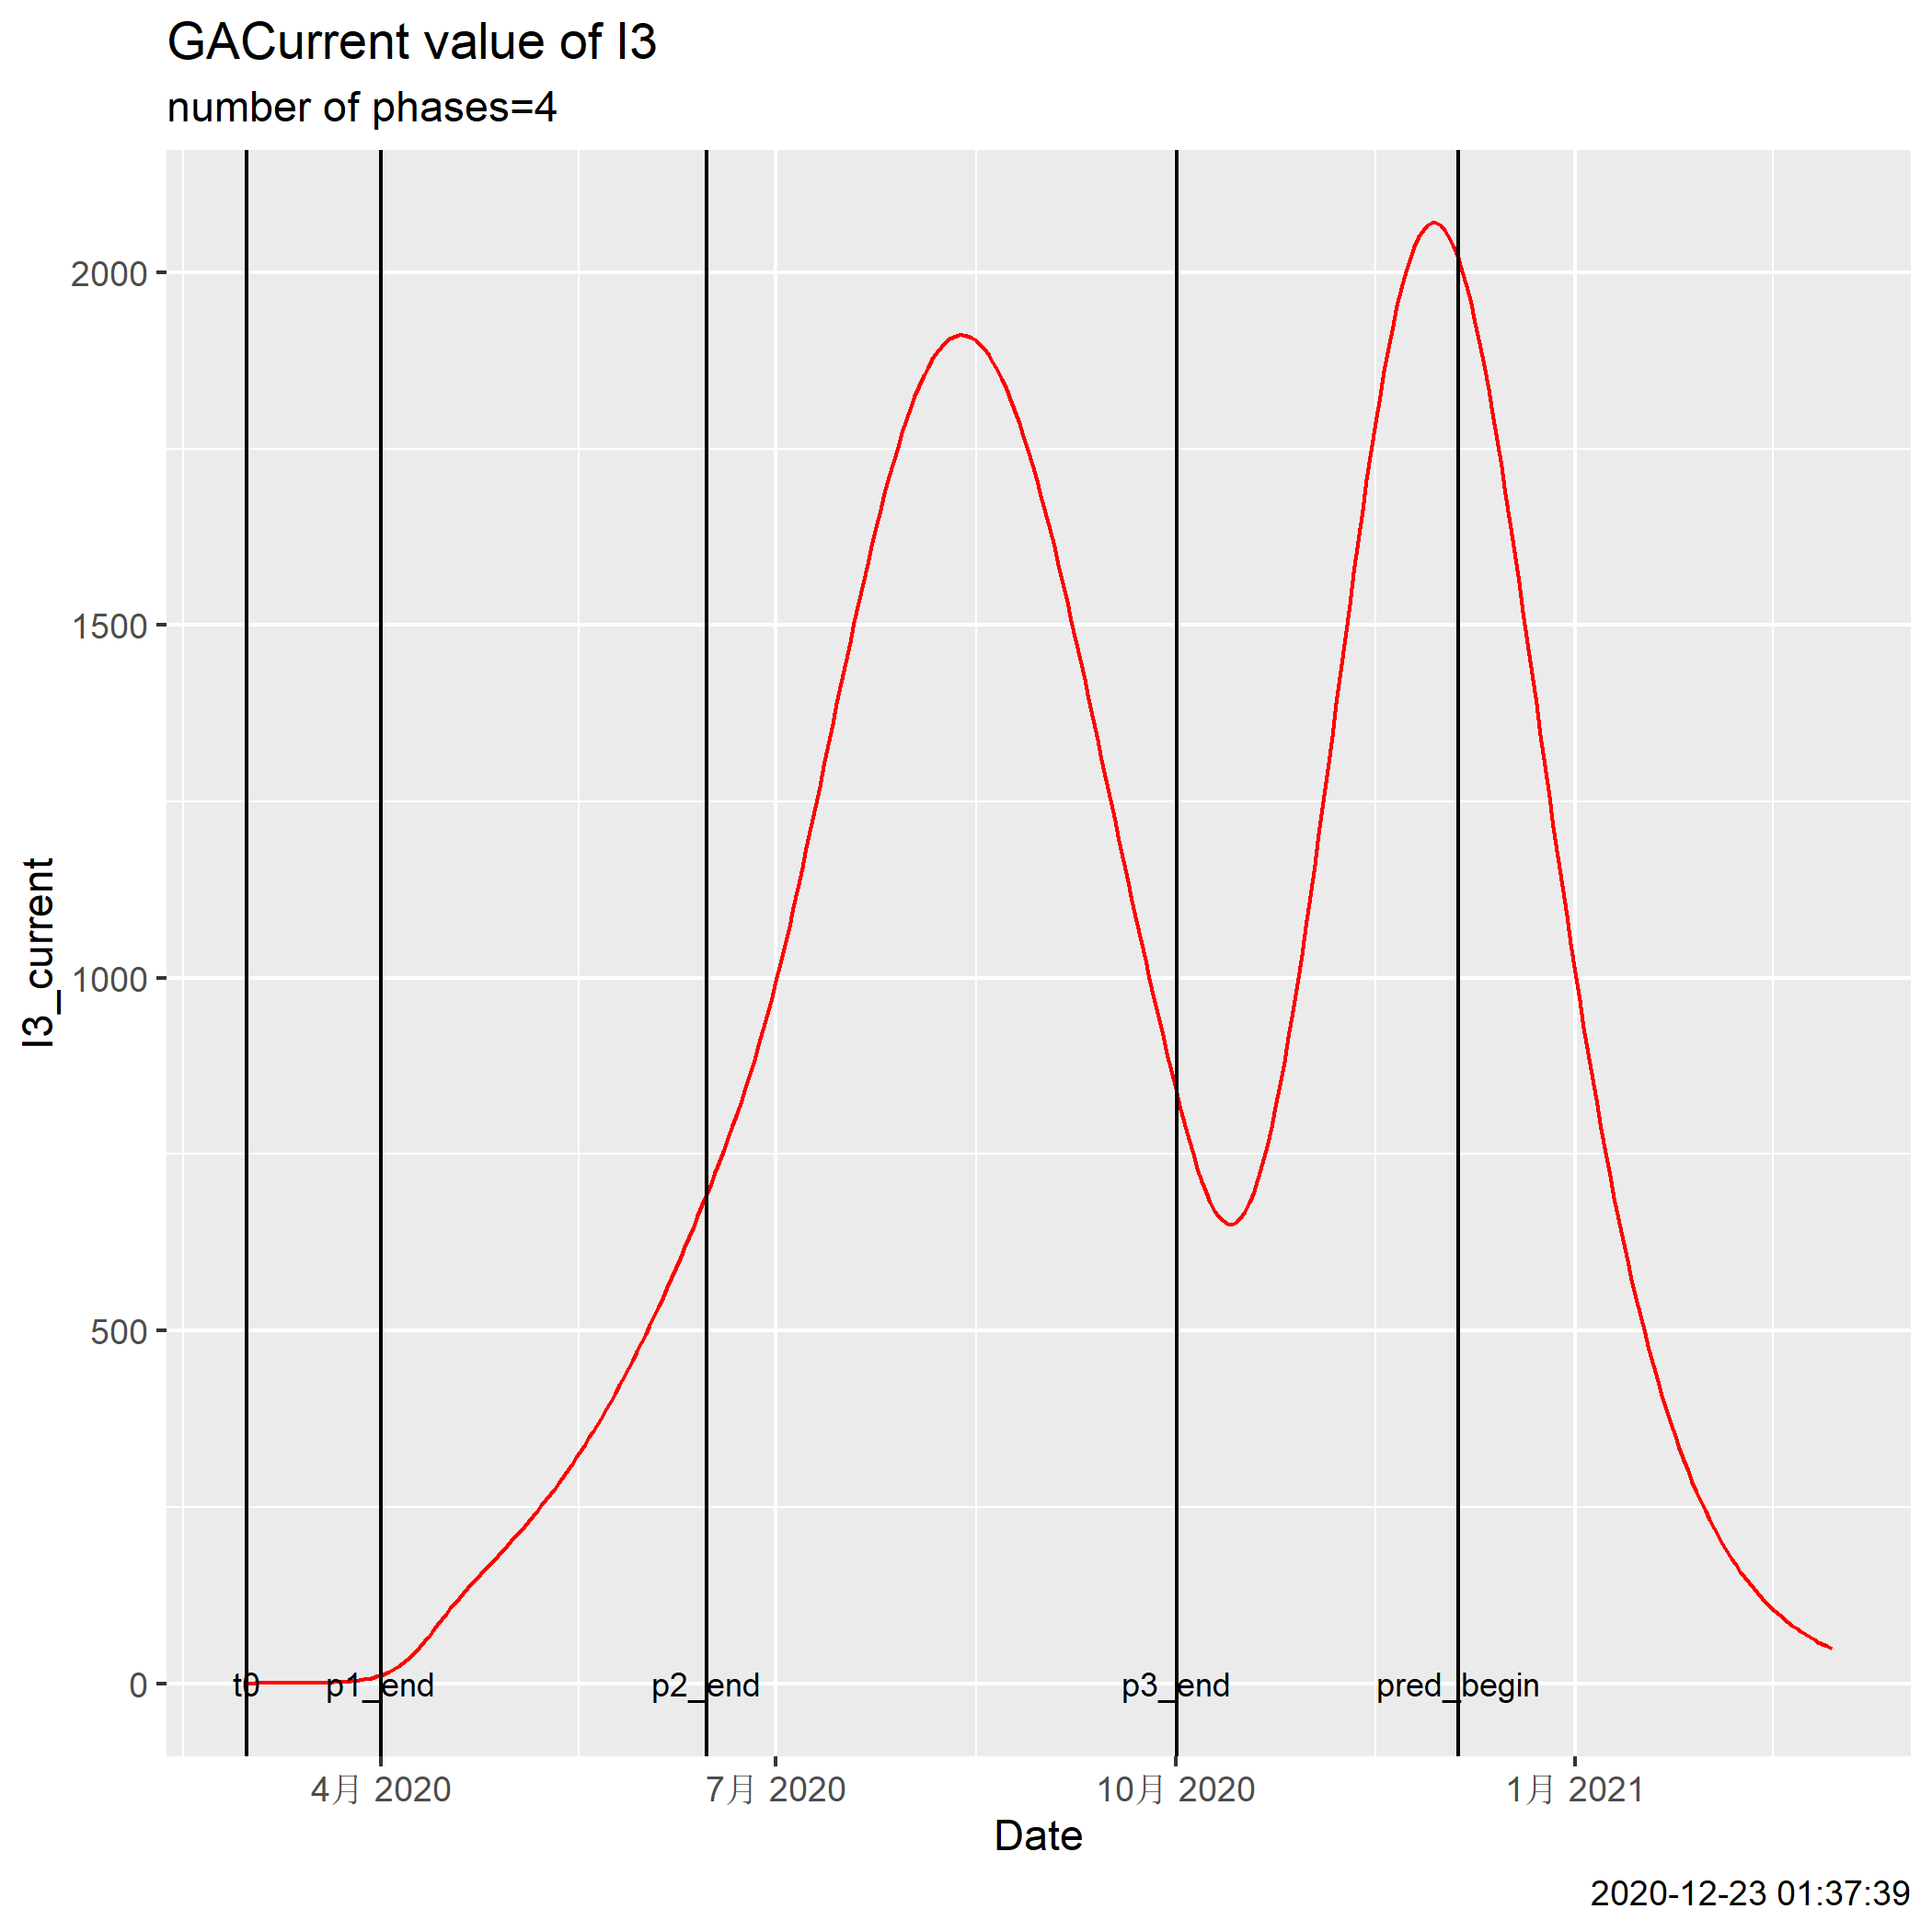 GACurrent value of I3
number of phases=4
I3_current
2000
1500
1000
500
0
t0
p1_end
p2_end
p3_end
pred_begin
4月 2020
7月 2020
10月 2020
1月 2021
Date
2020-12-23 01:37:39